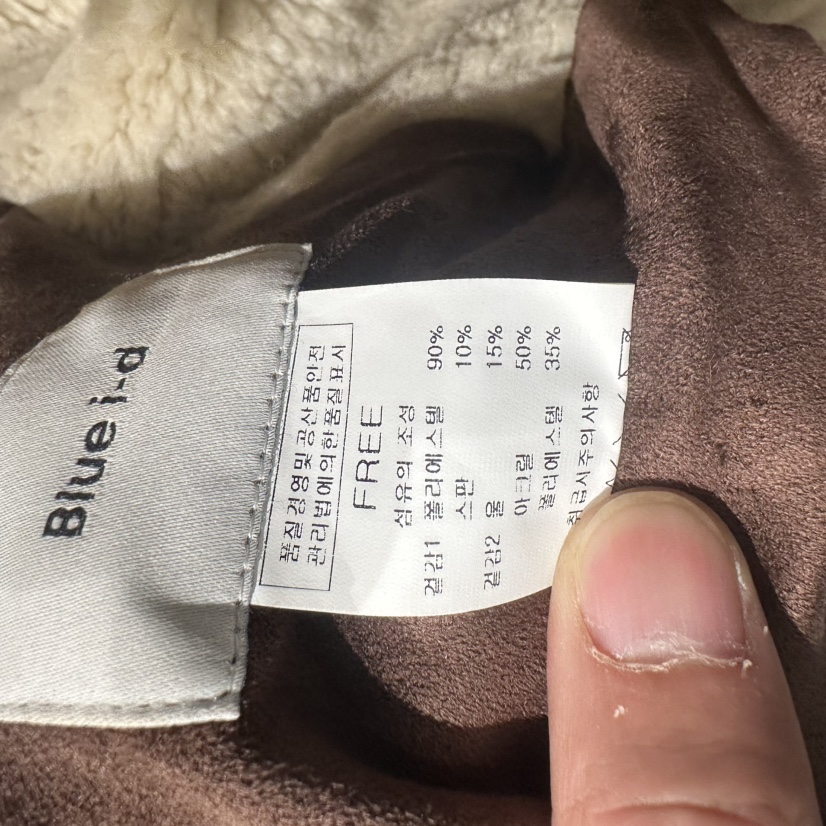 Blue i-d
품질경영및 공산품안전
관리법에의한품질표시
FREE
섬유의 조성
겉감1 폴리에스텔 90%
스판 10%
겉감2 울 15%
아크릴 50%
폴리에스텔 35%
취급시주의사항